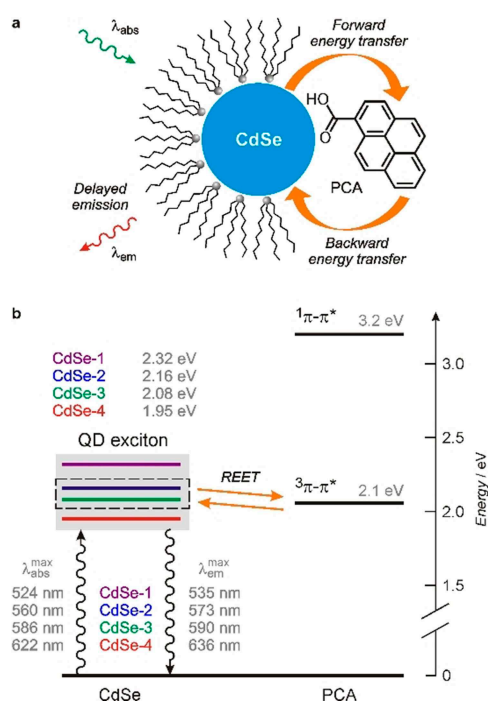 a
λabs
Forward
energy transfer
HO
O
CdSe
PCA
Delayed
emission
λem
Backward
energy transfer
b
CdSe-1 2.32 eV
CdSe-2 2.16 eV
CdSe-3 2.08 eV
CdSe-4 1.95 eV
QD exciton
¹π-π* 3.2 eV
3.0
2.5
REET
³π-π* 2.1 eV
2.0
Energy / eV
1.5
λabs max λem max
524 nm CdSe-1 535 nm
560 nm CdSe-2 573 nm
586 nm CdSe-3 590 nm
622 nm CdSe-4 636 nm
0
CdSe PCA